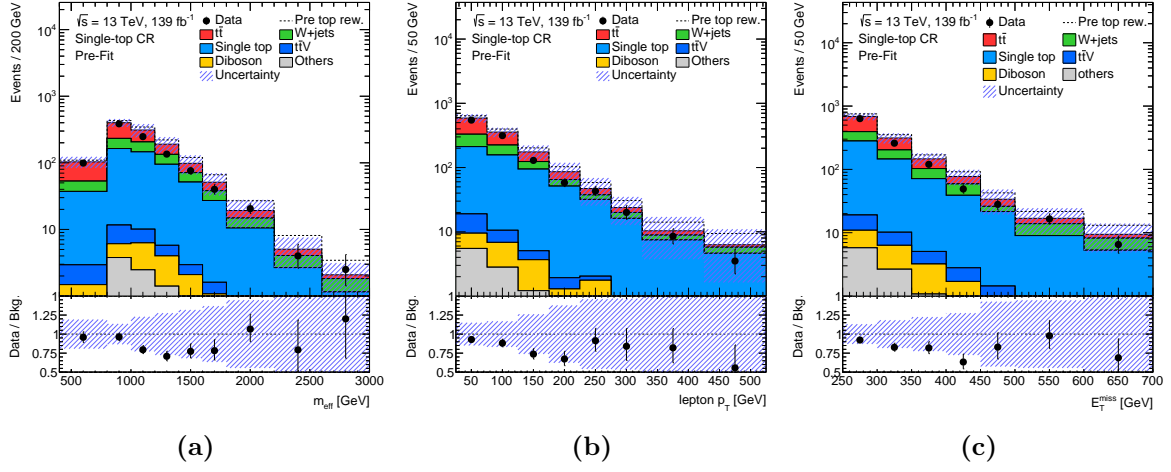 Events / 200 GeV
10⁴
10³
10²
10
1
√s = 13 TeV, 139 fb⁻¹
Single-top CR
Pre-Fit
Data
tt̄
Single top
Diboson
Uncertainty
Pre top rew.
W+jets
tt̄V
Others
Data / Bkg.
1.25
1
0.75
0.5
500 1000 1500 2000 2500 3000
m_eff [GeV]
(a)
Events / 50 GeV
10⁴
10³
10²
10
1
√s = 13 TeV, 139 fb⁻¹
Single-top CR
Pre-Fit
Data
tt̄
Single top
Diboson
Uncertainty
Pre top rew.
W+jets
tt̄V
Others
Data / Bkg.
1.25
1
0.75
0.5
50 100 150 200 250 300 350 400 450 500
lepton p_T [GeV]
(b)
Events / 50 GeV
10⁴
10³
10²
10
1
√s = 13 TeV, 139 fb⁻¹
Single-top CR
Pre-Fit
Data
tt̄
Single top
Diboson
Uncertainty
Pre top rew.
W+jets
tt̄V
others
Data / Bkg.
1.25
1
0.75
0.5
250 300 350 400 450 500 550 600 650 700
E_T^miss [GeV]
(c)